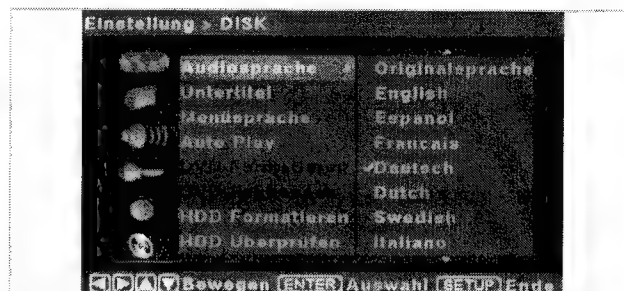 Einstellung > DISK
Audiosprache
Untertitel
Menüsprache
Auto Play
HDD Formatieren
HDD Überprüfen
Originalsprache
English
Espanol
Francais
Deutsch
Dutch
Swedish
Italiano
Bewegen ENTER Auswahl SETUP Ende